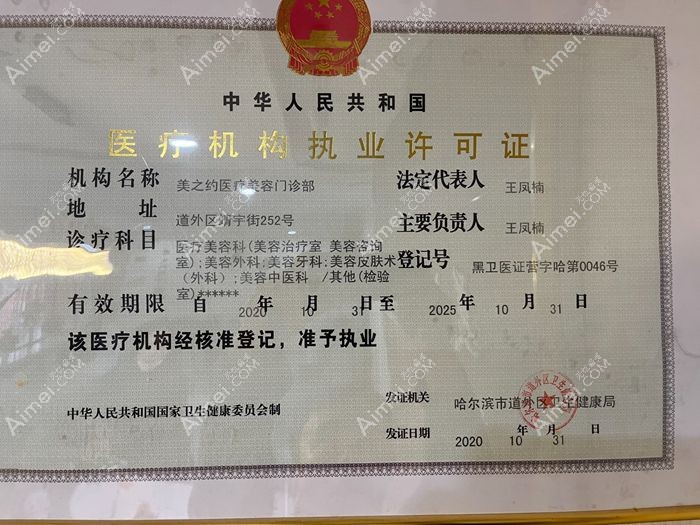 中华人民共和国
医疗机构执业许可证
机构名称 美之约医疗美容门诊部 法定代表人 王凤楠
地址 道外区靖宇街252号 主要负责人 王凤楠
诊疗科目 医疗美容科(美容治疗室 美容咨询
室);美容外科;美容牙科;美容皮肤术
(外科);美容中医科 /其他(检验
室)******
登记号 黑卫医证营字哈第0046号
有效期限 自 2020 年 10 月 31 日至 2025 年 10 月 31 日
该医疗机构经核准登记，准予执业
发证机关 哈尔滨市道外区卫生健康局
中华人民共和国国家卫生健康委员会制
发证日期 2020 年 10 月 31 日
Aimei.COM